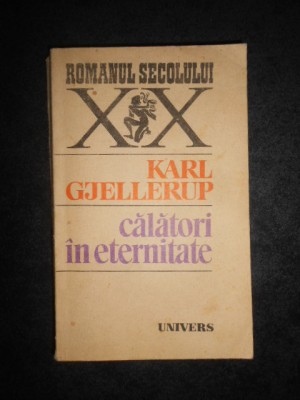 ROMANUL SECOLULUI
XX
KARL
GJELLERUP
călători
în eternitate
UNIVERS